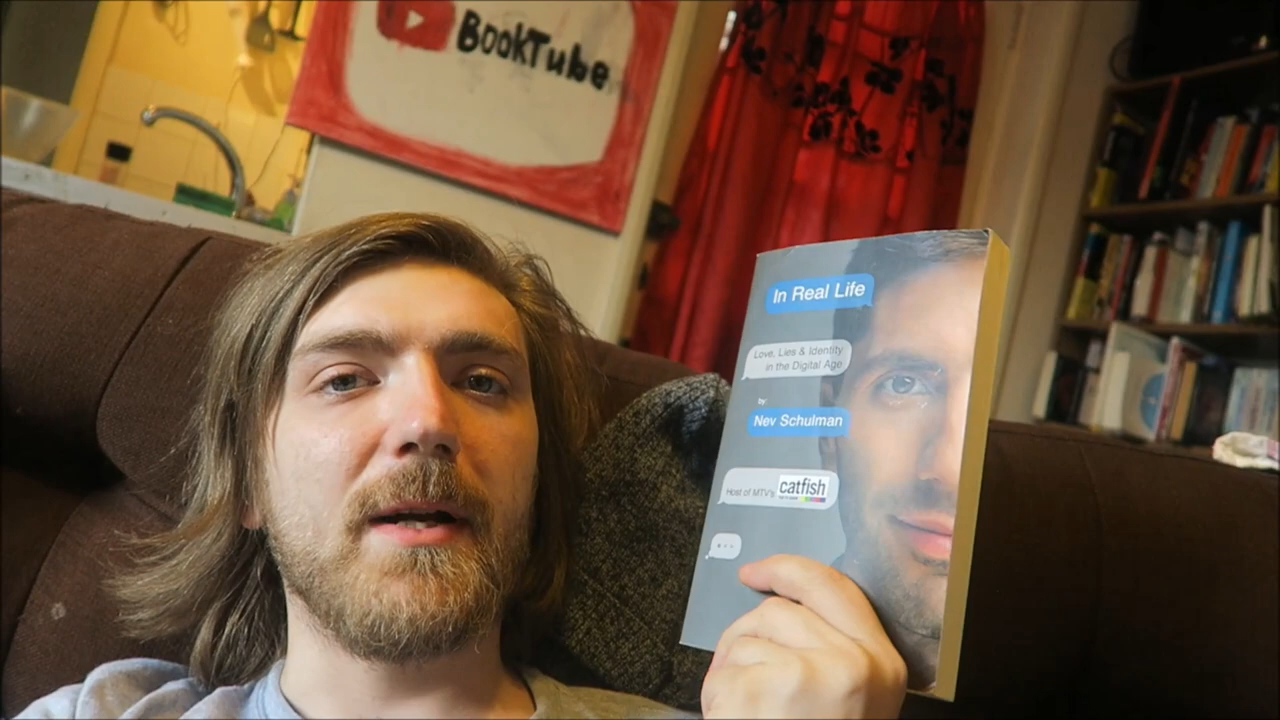 BookTube
In Real Life
Love, Lies & Identity
in the Digital Age
by:
Nev Schulman
Host of MTV's catfish